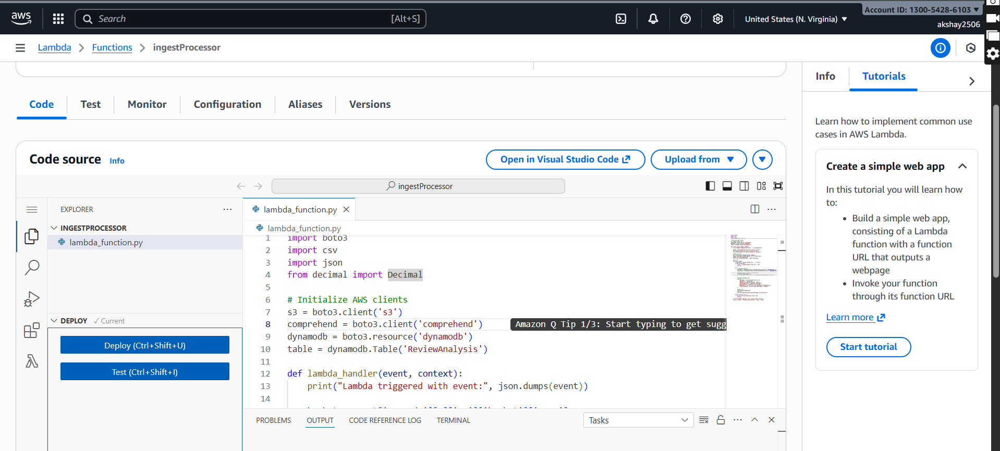 aws
Search
[Alt+S]
United States (N. Virginia)
Account ID: 1300-5428-6103
akshay2506
Lambda
Functions
ingestProcessor
Info
Tutorials
Code
Test
Monitor
Configuration
Aliases
Versions
Code source
Info
Open in Visual Studio Code
Upload from
ingestProcessor
EXPLORER
INGESTPROCESSOR
lambda_function.py
DEPLOY ✓ Current
Deploy (Ctrl+Shift+U)
Test (Ctrl+Shift+I)
lambda_function.py
lambda_function.py
1 import boto3
2 import csv
3 import json
4 from decimal import Decimal
5
6 # Initialize AWS clients
7 s3 = boto3.client('s3')
8 comprehend = boto3.client('comprehend') Amazon Q Tip 1/3: Start typing to get sugg
9 dynamodb = boto3.resource('dynamodb')
10 table = dynamodb.Table('ReviewAnalysis')
11
12 def lambda_handler(event, context):
13 print("Lambda triggered with event:", json.dumps(event))
14
PROBLEMS
OUTPUT
CODE REFERENCE LOG
TERMINAL
Tasks
Learn how to implement common use
cases in AWS Lambda.
Create a simple web app
In this tutorial you will learn how
to:
• Build a simple web app,
consisting of a Lambda
function with a function
URL that outputs a
webpage
• Invoke your function
through its function URL
Learn more
Start tutorial